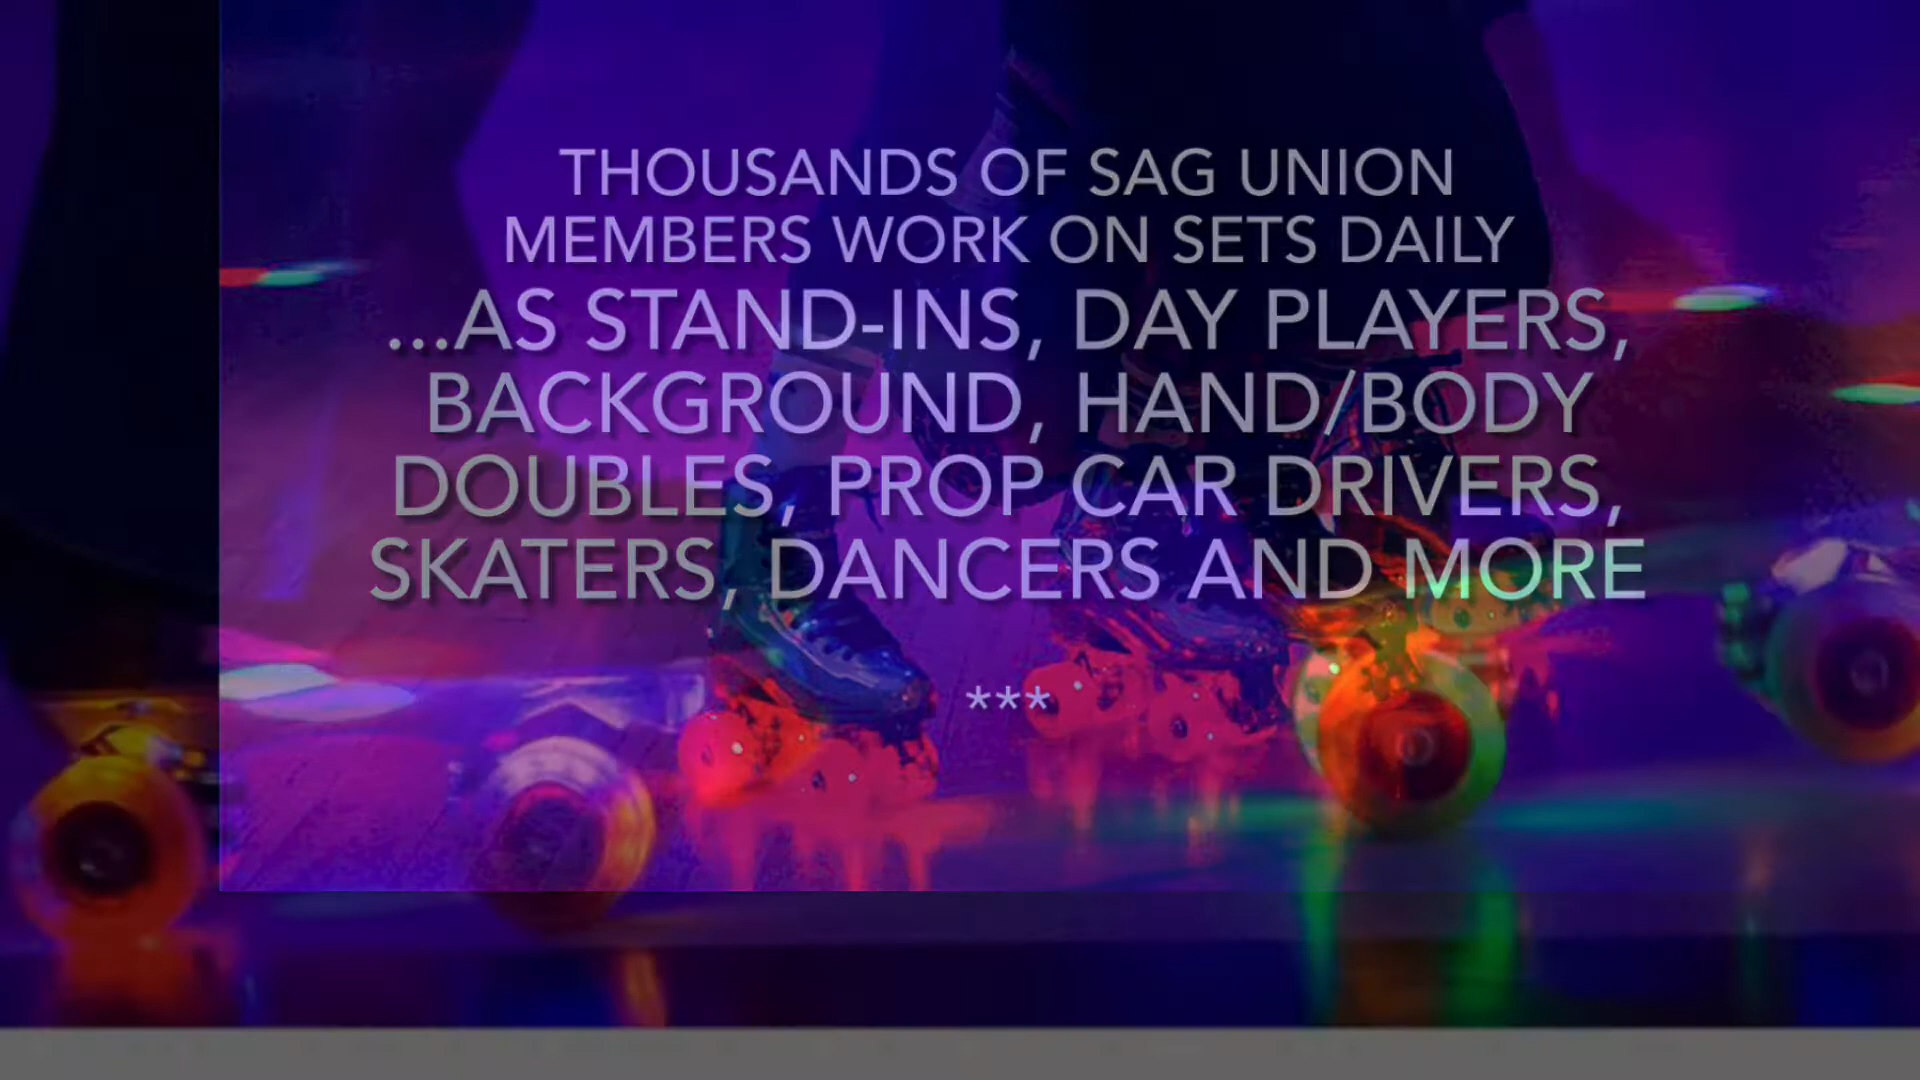 THOUSANDS OF SAG UNION
MEMBERS WORK ON SETS DAILY
...AS STAND-INS, DAY PLAYERS,
BACKGROUND, HAND/BODY
DOUBLES, PROP CAR DRIVERS,
SKATERS, DANCERS AND MORE
***